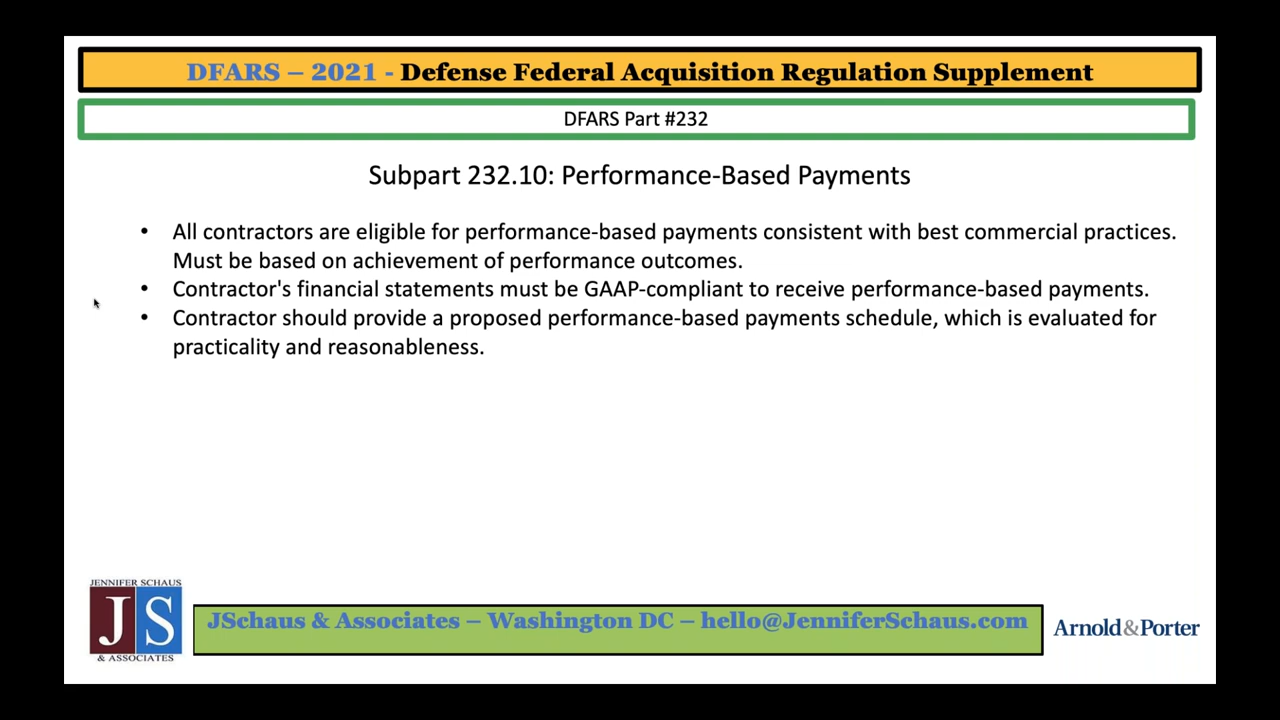 DFARS – 2021 - Defense Federal Acquisition Regulation Supplement
DFARS Part #232
Subpart 232.10: Performance-Based Payments
• All contractors are eligible for performance-based payments consistent with best commercial practices.
Must be based on achievement of performance outcomes.
• Contractor's financial statements must be GAAP-compliant to receive performance-based payments.
• Contractor should provide a proposed performance-based payments schedule, which is evaluated for
practicality and reasonableness.
JENNIFER SCHAUS
JS
& ASSOCIATES
JSchaus & Associates – Washington DC – hello@JenniferSchaus.com
Arnold&Porter